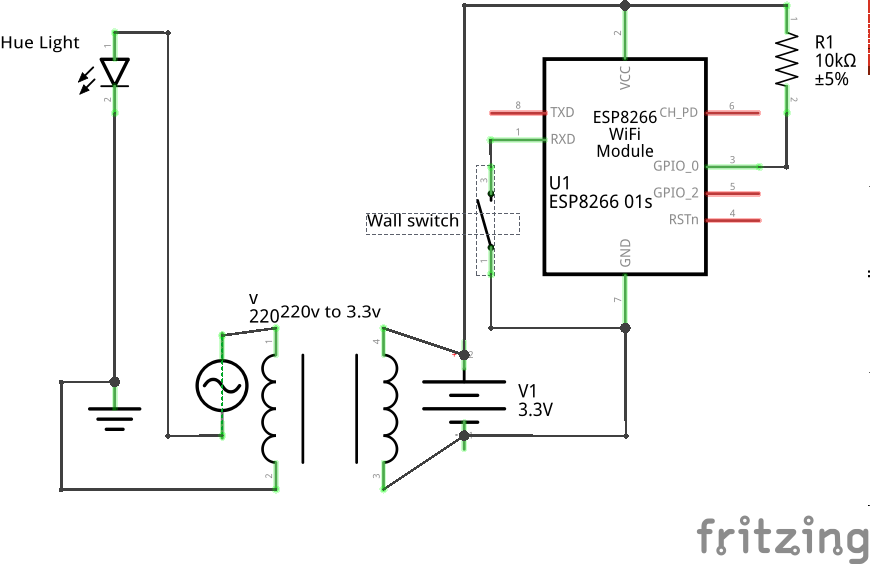 Hue Light
1
2
2
1
R1
10kΩ
±5%
2
VCC
ESP8266
WiFi
Module
8
TXD
CH_PD
6
1
RXD
GPIO_0
3
U1
ESP8266 01s
GPIO_2
5
RSTn
4
GND
7
3
Wall switch
1
V
220
220v to 3.3v
1
4
2
3
V1
3.3V
fritzing